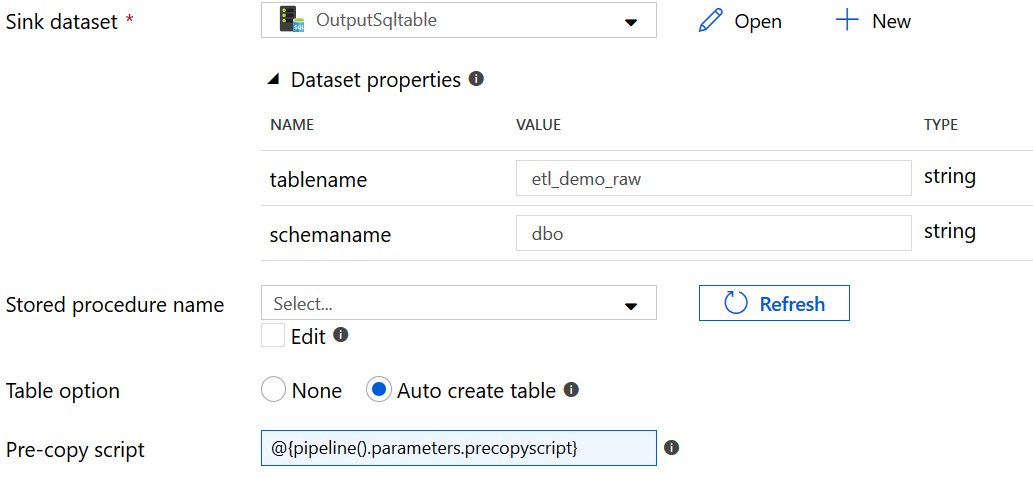 Sink dataset *
OutputSqltable
Open
New
Dataset properties
NAME VALUE TYPE
tablename etl_demo_raw string
schemaname dbo string
Stored procedure name Select... Refresh
Edit
Table option None Auto create table
Pre-copy script @{pipeline().parameters.precopyscript}